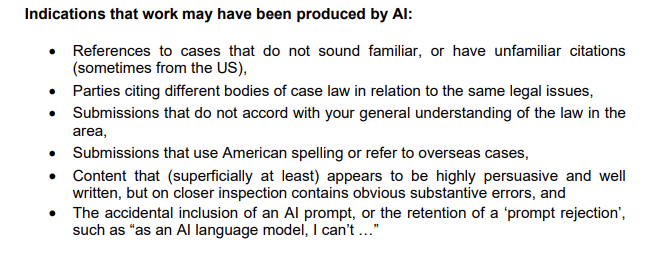 Indications that work may have been produced by AI:
• References to cases that do not sound familiar, or have unfamiliar citations
(sometimes from the US),
• Parties citing different bodies of case law in relation to the same legal issues,
• Submissions that do not accord with your general understanding of the law in the
area,
• Submissions that use American spelling or refer to overseas cases,
• Content that (superficially at least) appears to be highly persuasive and well
written, but on closer inspection contains obvious substantive errors, and
• The accidental inclusion of an AI prompt, or the retention of a ‘prompt rejection’,
such as “as an AI language model, I can’t …”